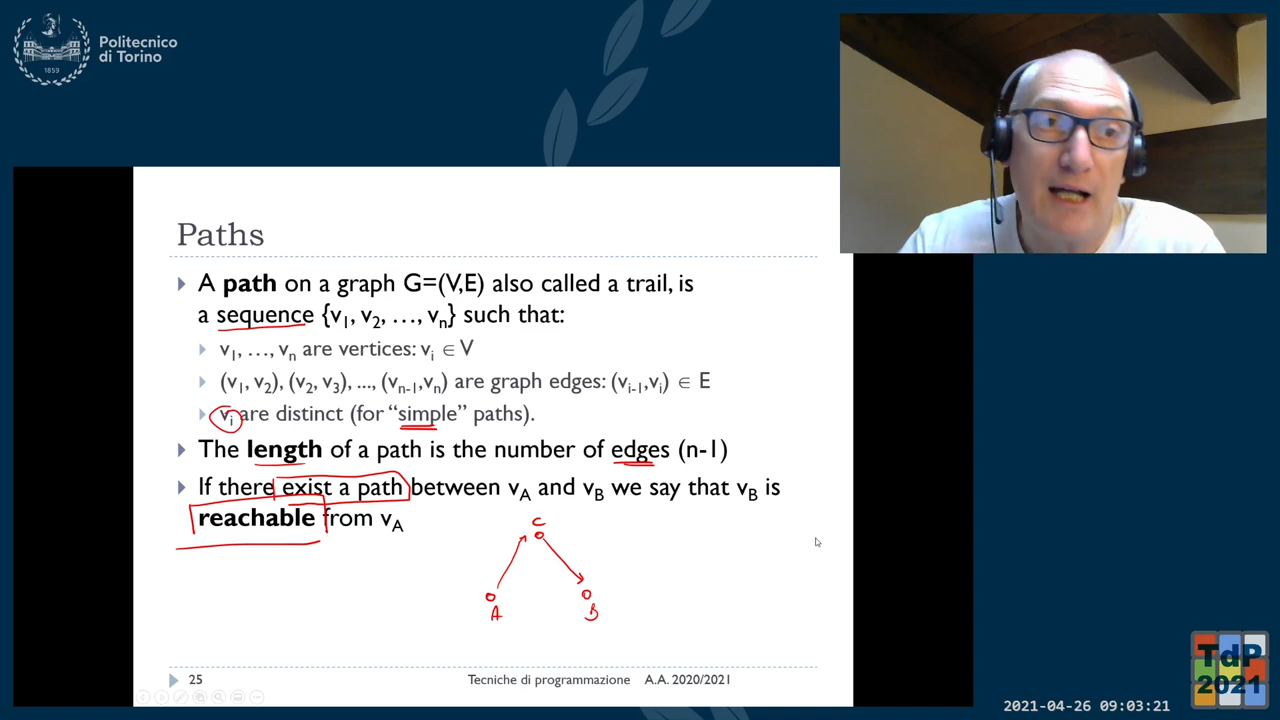 Politecnico
di Torino
1859
Paths
A path on a graph G=(V,E) also called a trail, is
a sequence {v1, v2, …, vn} such that:
v1, …, vn are vertices: vi ∈ V
(v1, v2), (v2, v3), ..., (vn-1,vn) are graph edges: (vi-1,vi) ∈ E
vi are distinct (for “simple” paths).
The length of a path is the number of edges (n-1)
If there exist a path between vA and vB we say that vB is
reachable from vA
C
A
B
25
Tecniche di programmazione A.A. 2020/2021
TdP
2021
2021-04-26 09:03:21